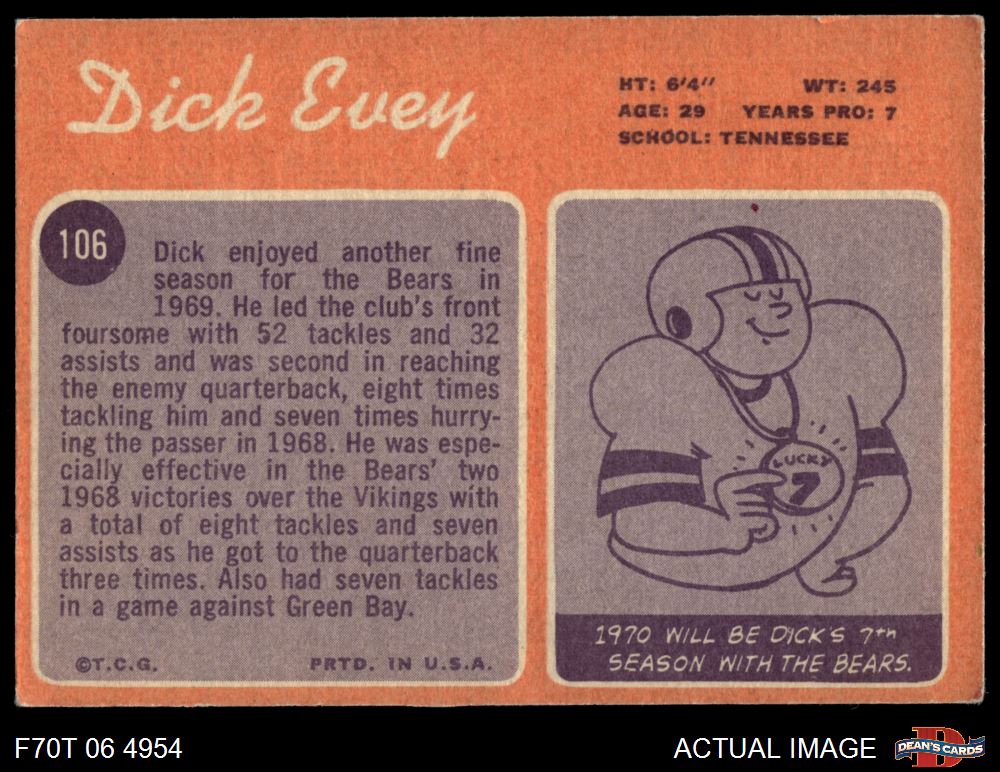 Dick Evey
HT: 6'4" WT: 245
AGE: 29 YEARS PRO: 7
SCHOOL: TENNESSEE
106
Dick enjoyed another fine
season for the Bears in
1969. He led the club's front
foursome with 52 tackles and 32
assists and was second in reaching
the enemy quarterback, eight times
tackling him and seven times hurry-
ing the passer in 1968. He was espe-
cially effective in the Bears' two
1968 victories over the Vikings with
a total of eight tackles and seven
assists as he got to the quarterback
three times. Also had seven tackles
in a game against Green Bay.
©T.C.G. PRTD. IN U.S.A.
LUCKY
7
1970 WILL BE DICK'S 7th
SEASON WITH THE BEARS.
F70T 06 4954
ACTUAL IMAGE
D
DEAN'S CARDS